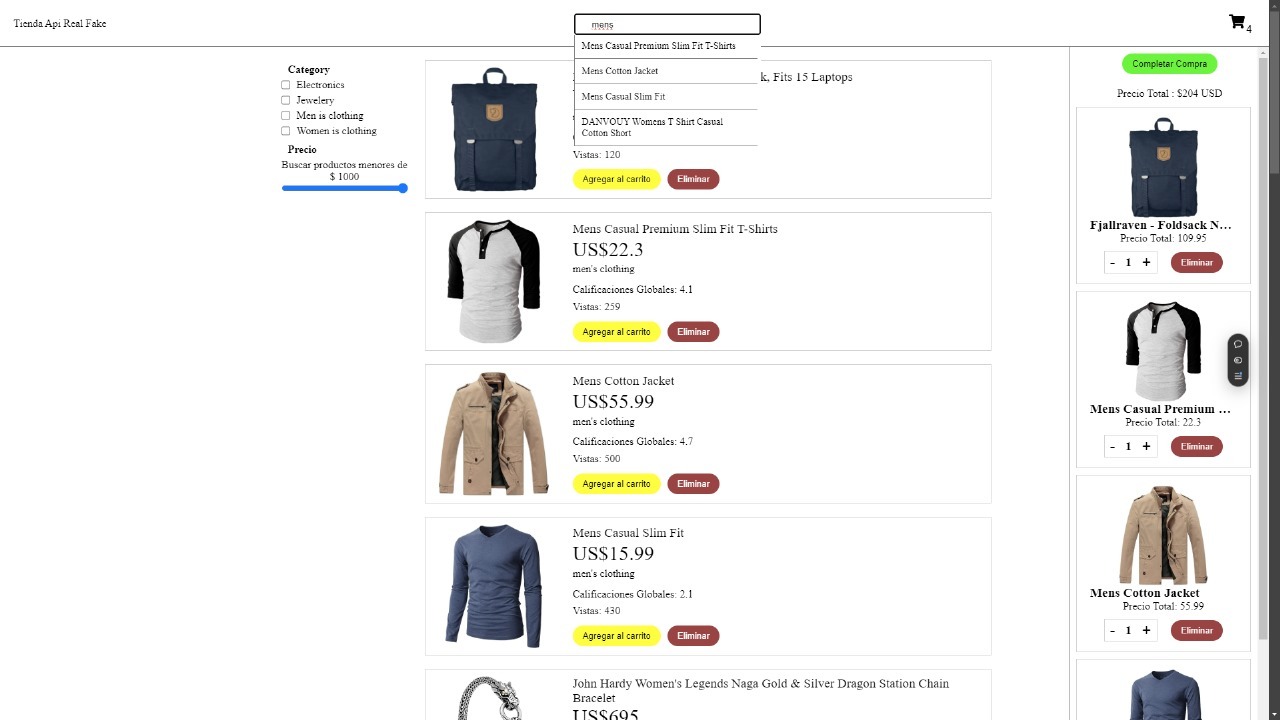 Tienda Api Real Fake
mens
4
Mens Casual Premium Slim Fit T-Shirts
Mens Cotton Jacket
Mens Casual Slim Fit
DANVOUY Womens T Shirt Casual
Cotton Short
Category
Electronics
Jewelery
Men is clothing
Women is clothing
Precio
Buscar productos menores de
$ 1000
k, Fits 15 Laptops
Vistas: 120
Agregar al carrito
Eliminar
Mens Casual Premium Slim Fit T-Shirts
US$22.3
men's clothing
Calificaciones Globales: 4.1
Vistas: 259
Agregar al carrito
Eliminar
Mens Cotton Jacket
US$55.99
men's clothing
Calificaciones Globales: 4.7
Vistas: 500
Agregar al carrito
Eliminar
Mens Casual Slim Fit
US$15.99
men's clothing
Calificaciones Globales: 2.1
Vistas: 430
Agregar al carrito
Eliminar
John Hardy Women's Legends Naga Gold & Silver Dragon Station Chain
Bracelet
US$695
Completar Compra
Precio Total : $204 USD
Fjallraven - Foldsack N...
Precio Total: 109.95
- 1 +
Eliminar
Mens Casual Premium ...
Precio Total: 22.3
- 1 +
Eliminar
Mens Cotton Jacket
Precio Total: 55.99
- 1 +
Eliminar